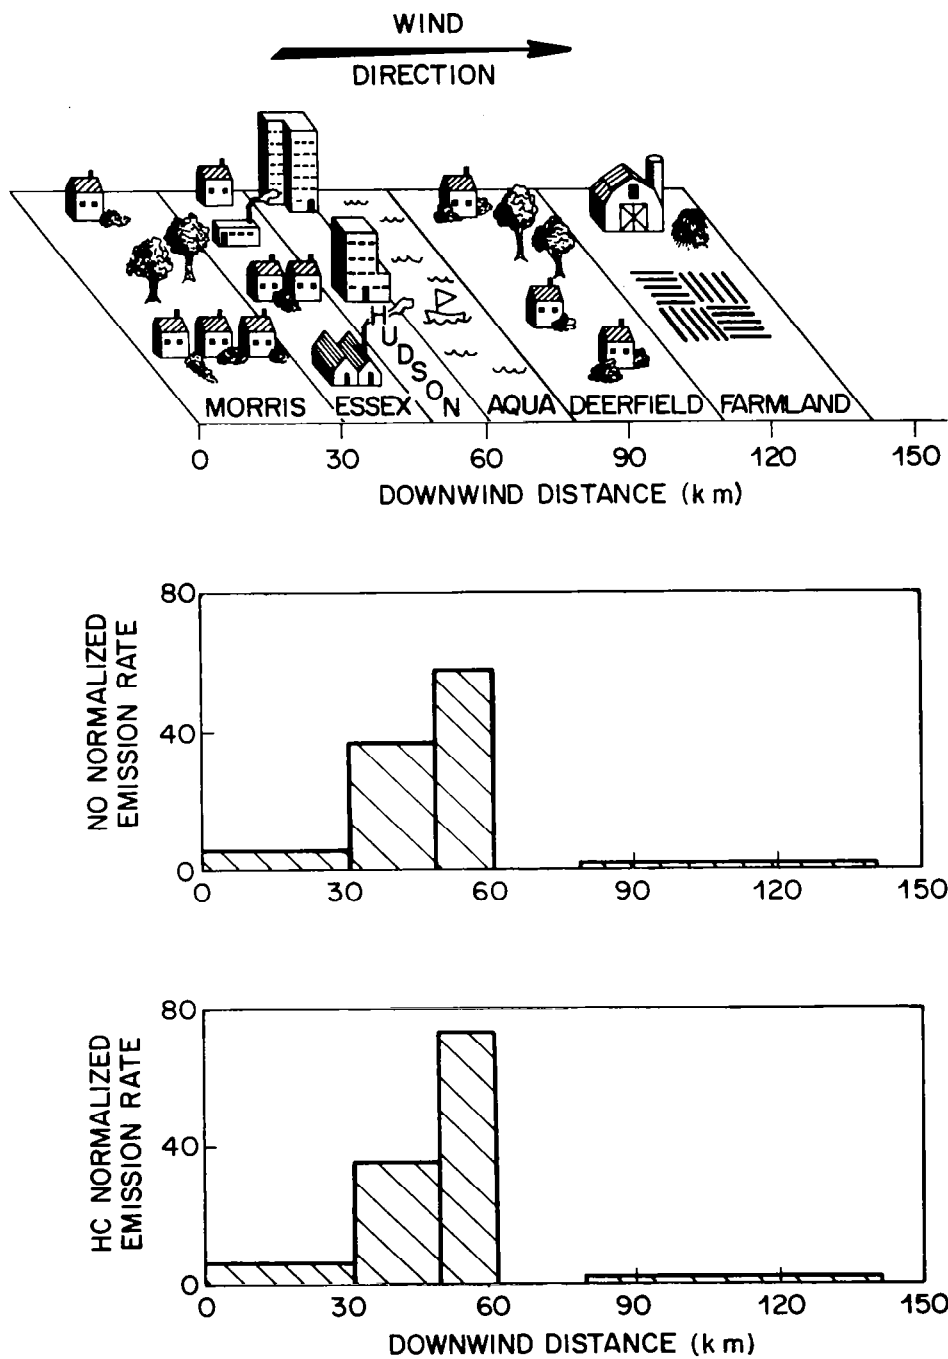 WIND
DIRECTION
MORRIS ESSEX HUDSON AQUA DEERFIELD FARMLAND
0 30 60 90 120 150
DOWNWIND DISTANCE (km)
NO NORMALIZED
EMISSION RATE
80
40
0
0 30 60 90 120 150
HC NORMALIZED
EMISSION RATE
80
40
0
0 30 60 90 120 150
DOWNWIND DISTANCE (km)